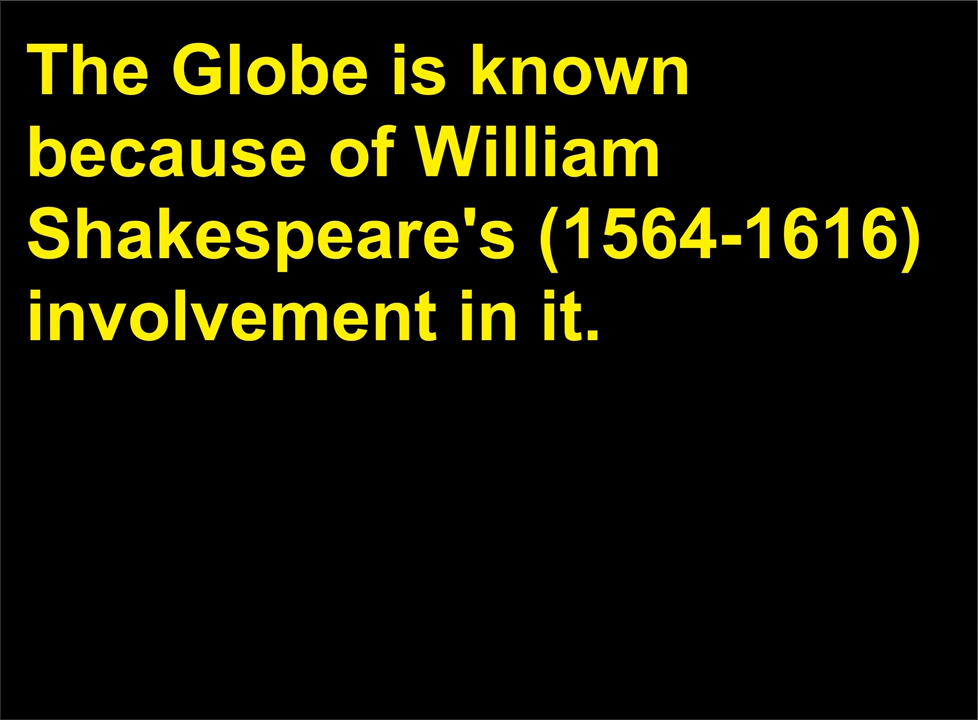 The Globe is known
because of William
Shakespeare's (1564-1616)
involvement in it.